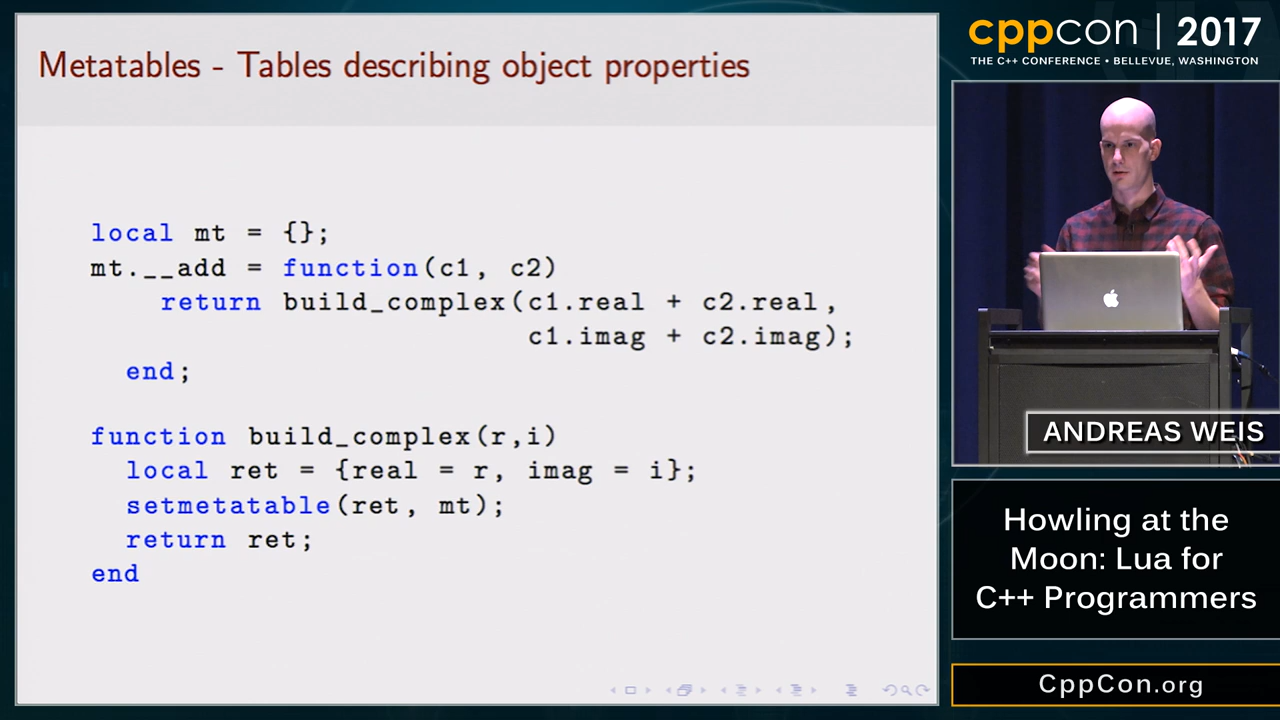 Metatables - Tables describing object properties
local mt = {};
mt.__add = function(c1, c2)
return build_complex(c1.real + c2.real,
c1.imag + c2.imag);
end;
function build_complex(r,i)
local ret = {real = r, imag = i};
setmetatable(ret, mt);
return ret;
end
cppcon | 2017
THE C++ CONFERENCE • BELLEVUE, WASHINGTON
ANDREAS WEIS
Howling at the
Moon: Lua for
C++ Programmers
CppCon.org